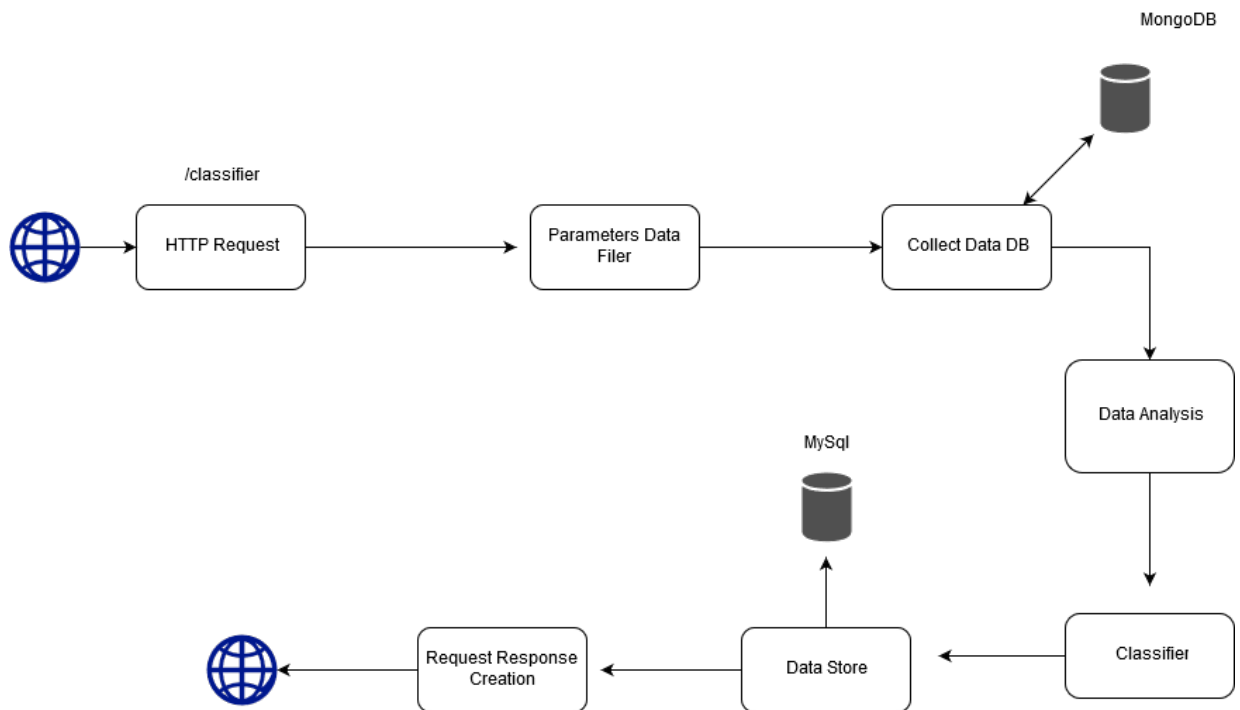 MongoDB
/classifier
HTTP Request
Parameters Data
Filer
Collect Data DB
Data Analysis
MySql
Classifier
Data Store
Request Response
Creation